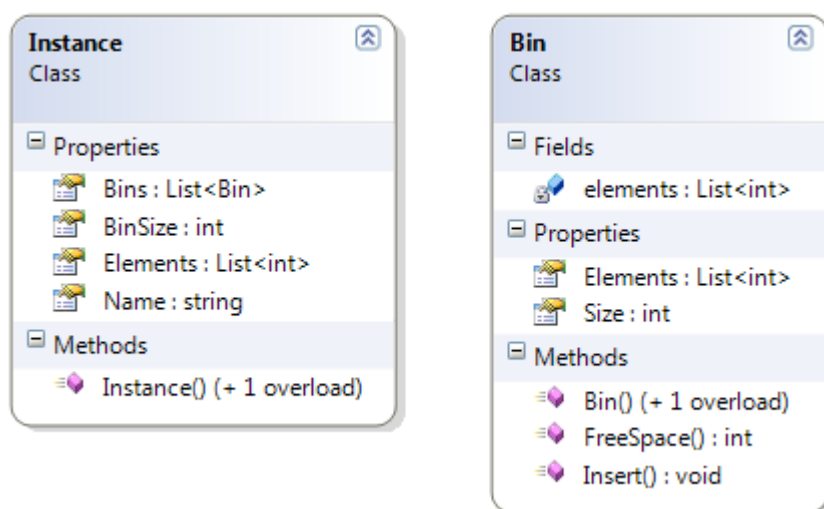 Instance
Class
Properties
Bins : List<Bin>
BinSize : int
Elements : List<int>
Name : string
Methods
Instance() (+ 1 overload)
Bin
Class
Fields
elements : List<int>
Properties
Elements : List<int>
Size : int
Methods
Bin() (+ 1 overload)
FreeSpace() : int
Insert() : void